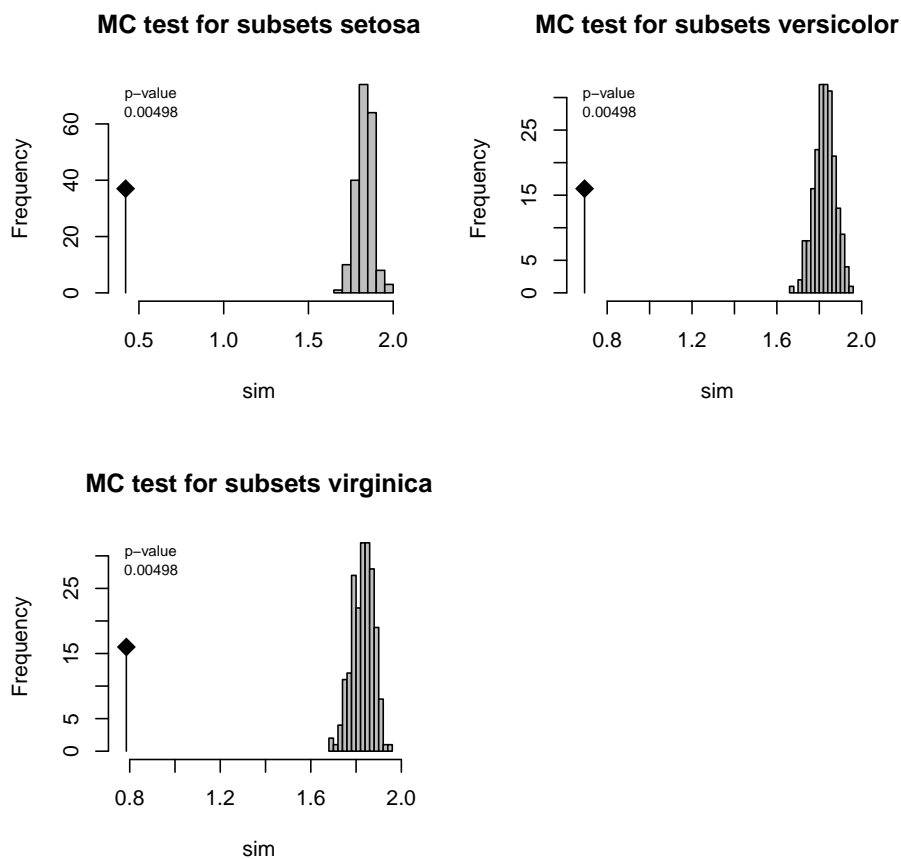 MC test for subsets setosa
p−value
0.00498
Frequency
0 20 40 60
0.5 1.0 1.5 2.0
sim
MC test for subsets versicolor
p−value
0.00498
Frequency
0 5 15 25
0.8 1.2 1.6 2.0
sim
MC test for subsets virginica
p−value
0.00498
Frequency
0 5 15 25
0.8 1.2 1.6 2.0
sim